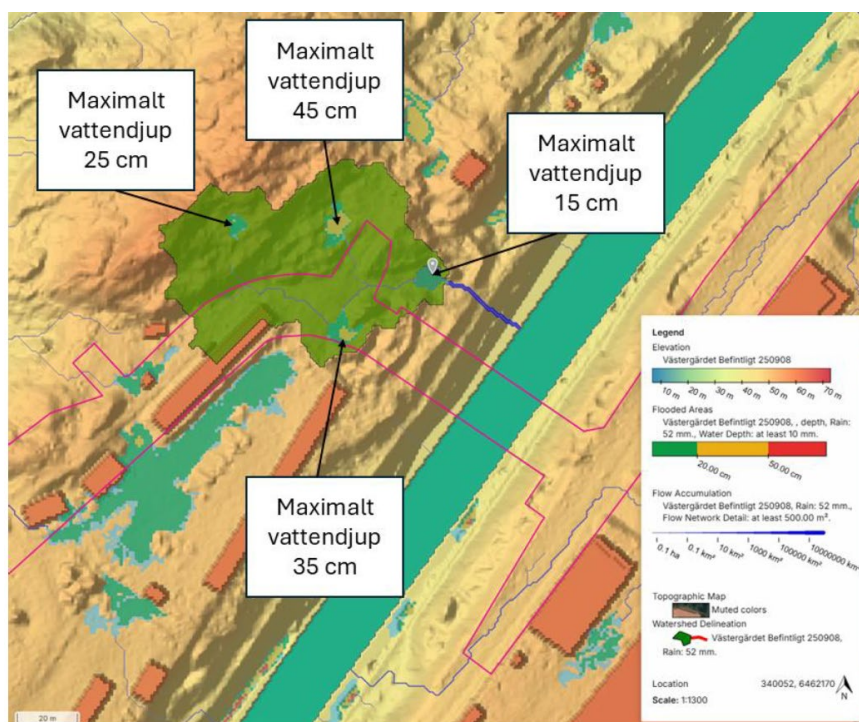 Maximalt
vattendjup
45 cm
Maximalt
vattendjup
25 cm
Maximalt
vattendjup
15 cm
Maximalt
vattendjup
35 cm
20 m
Legend
Elevation
Västergärdet Befintligt 250908
10 m 20 m 30 m 40 m 50 m 60 m 70 m
Flooded Areas
Västergärdet Befintligt 250908, , depth, Rain:
52 mm., Water Depth: at least 10 mm.
20.00 cm 50.00 cm
Flow Accumulation
Västergärdet Befintligt 250908, Rain: 52 mm.,
Flow Network Detail: at least 500.00 m³.
0.1 ha 0.1 km² 10 km² 1000 km² 100000 km² 10000000 km²
Topographic Map
Muted colors
Watershed Delineation
Västergärdet Befintligt 250908,
Rain: 52 mm.
Location 340052, 6462170
Scale: 1:1300
N